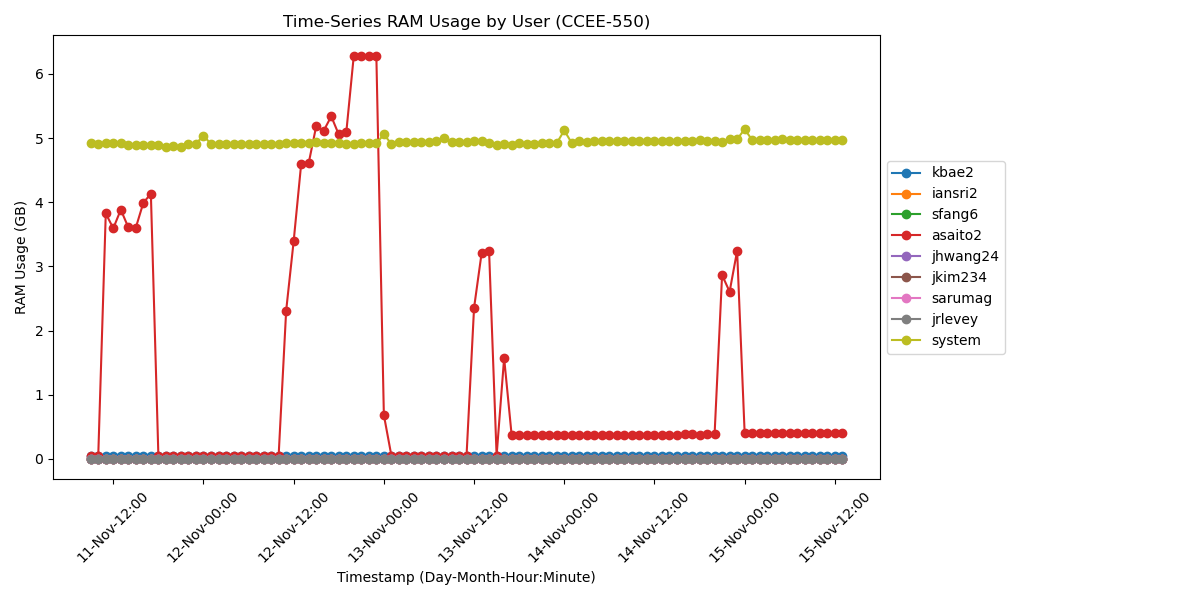 Time-Series RAM Usage by User (CCEE-550)
RAM Usage (GB)
6
5
4
3
2
1
0
11-Nov-12:00
12-Nov-00:00
12-Nov-12:00
13-Nov-00:00
13-Nov-12:00
14-Nov-00:00
14-Nov-12:00
15-Nov-00:00
15-Nov-12:00
Timestamp (Day-Month-Hour:Minute)
kbae2
iansri2
sfang6
asaito2
jhwang24
jkim234
sarumag
jrlevey
system